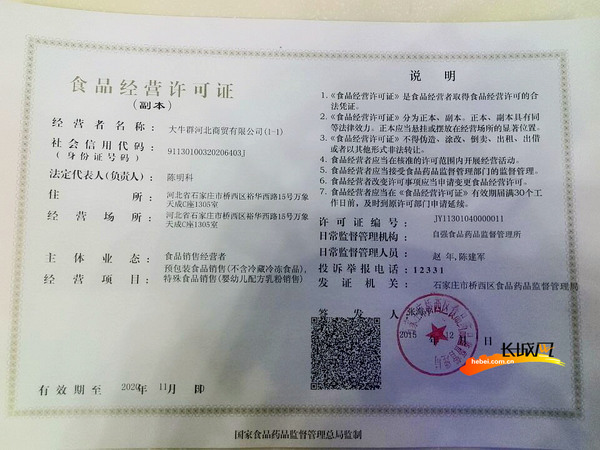 食品经营许可证
(副本)
经营者名称： 大牛群河北商贸有限公司(1-1)
社会信用代码： 91130100320206403J
(身份证号码)
法定代表人(负责人)： 陈明科
住所： 河北省石家庄市桥西区裕华西路15号万象
天成C座1305室
经营场所： 河北省石家庄市桥西区裕华西路15号万象
天成C座1305室
主体业态： 食品销售经营者
经营项目： 预包装食品销售(不含冷藏冷冻食品)，
特殊食品销售(婴幼儿配方乳粉销售)
有效期至 2020年 11月 日
说明
1.《食品经营许可证》是食品经营者取得食品经营许可的合
法凭证。
2.《食品经营许可证》分为正本、副本。正本、副本具有同
等法律效力。正本应当悬挂或摆放在经营场所的显著位置。
3.《食品经营许可证》不得伪造、涂改、倒卖、出租、出借
或者以其他形式非法转让。
4. 食品经营者应当在核准的许可范围内开展经营活动。
5. 食品经营者应当接受食品药品监督管理部门的监督管理。
6. 食品经营者改变许可事项应当申请变更食品经营许可。
7. 食品经营者应当在《食品经营许可证》有效期届满30个工
作日前，及时到原许可部门申请延续。
许可证编号： JY11301040000011
日常监督管理机构： 自强食品药品监督管理所
日常监督管理人员： 赵 年，陈建军
投诉举报电话：12331
发证机关： 石家庄市桥西区食品药品监督管理局
签发人
2015 年 12 月 日
长城网
hebei.com.cn
国家食品药品监督管理总局监制